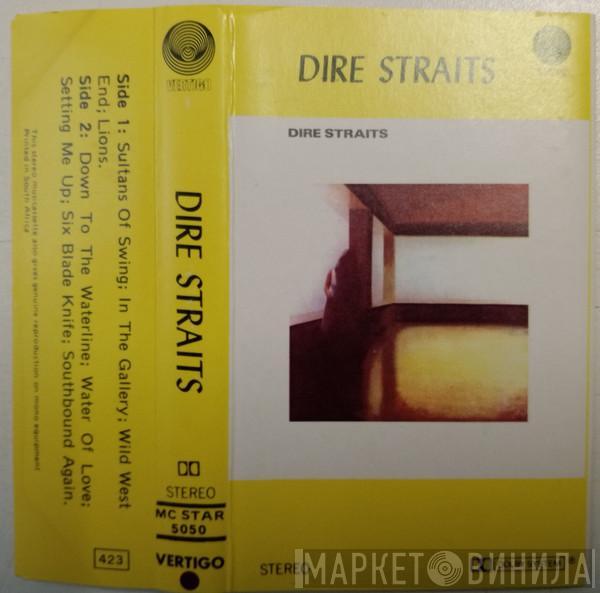 Side 1: Sultans Of Swing; In The Gallery; Wild West
End; Lions.
Side 2: Down To The Waterline; Water Of Love;
Setting Me Up; Six Blade Knife; Southbound Again.
This stereo musicassette also gives genuine reproduction on mono equipment
Printed in South Africa
423
VERTIGO
DIRE STRAITS
STEREO
MC STAR
5050
VERTIGO
DIRE STRAITS
DIRE STRAITS
STEREO
DOLBY SYSTEM
МАРКЕТ ВИНИЛА